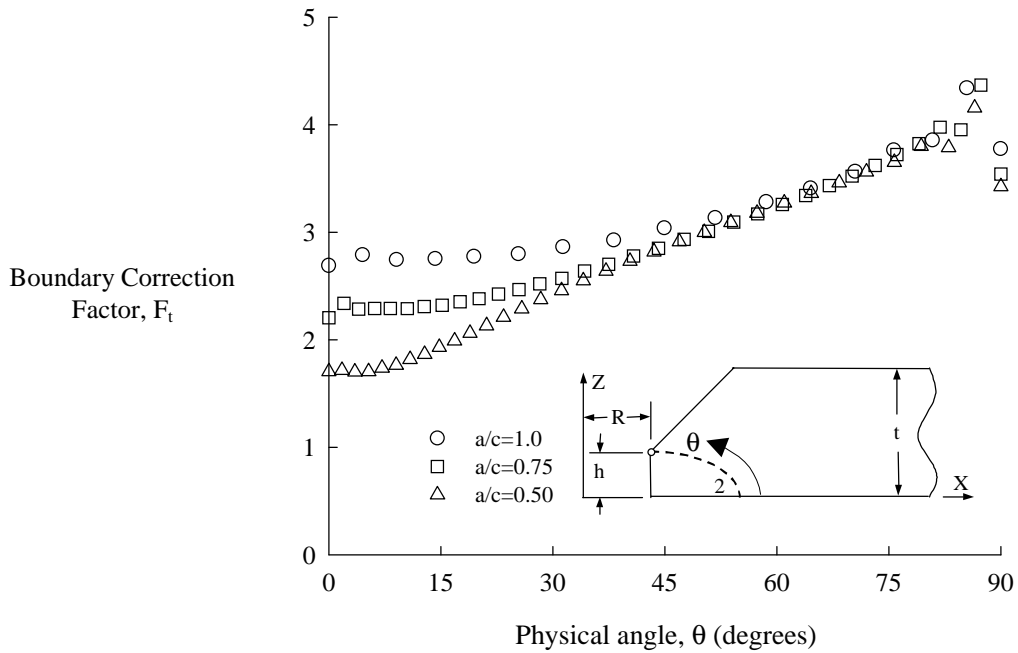 5
4
3
2
1
0
Boundary Correction
Factor, Fₜ
a/c=1.0
a/c=0.75
a/c=0.50
Z
R
h
θ
2
t
X
0 15 30 45 60 75 90
Physical angle, θ (degrees)